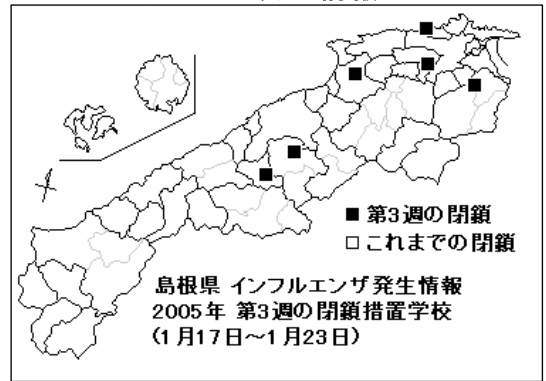 ■ 第3週の閉鎖
□ これまでの閉鎖
島根県 インフルエンザ発生情報
2005年 第3週の閉鎖措置学校
(1月17日～1月23日)